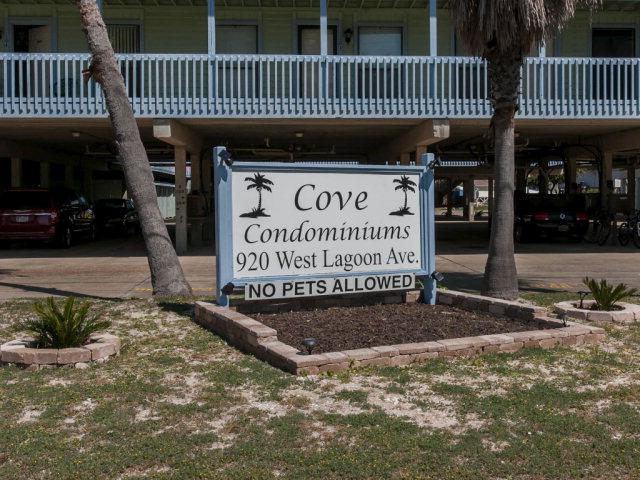 Cove
Condominiums
920 West Lagoon Ave.
NO PETS ALLOWED